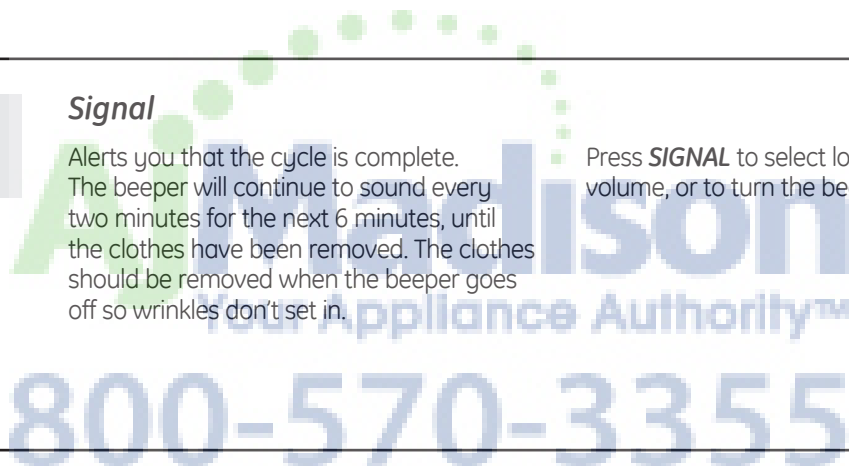 Signal
Alerts you that the cycle is complete.
The beeper will continue to sound every
two minutes for the next 6 minutes, until
the clothes have been removed. The clothes
should be removed when the beeper goes
off so wrinkles don't set in.
Press SIGNAL to select
volume, or to turn the
AjMadison
Your Appliance Authority™
800-570-3355